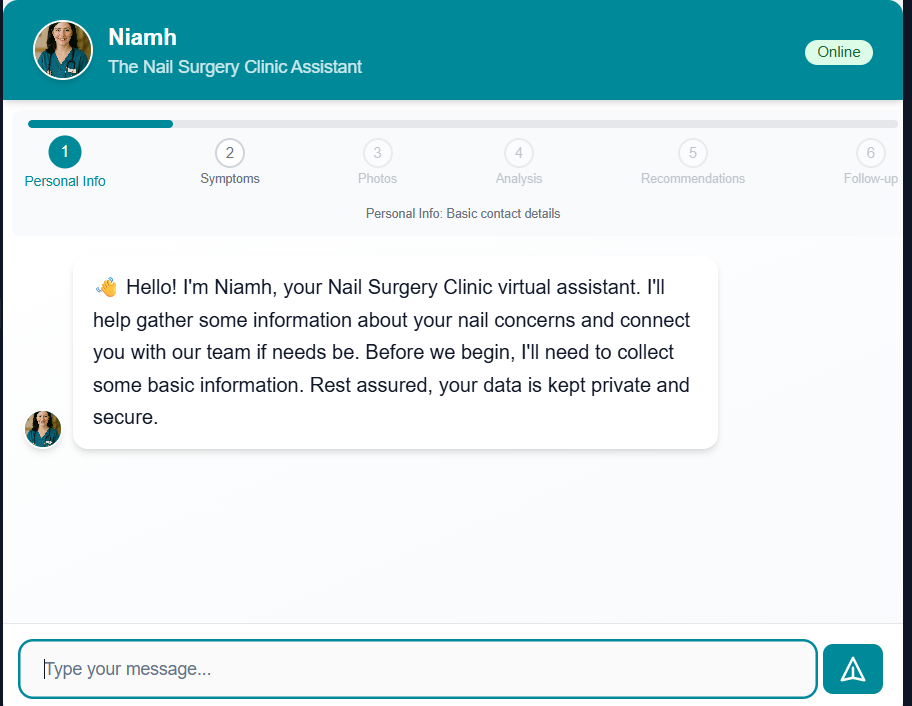 Niamh
The Nail Surgery Clinic Assistant
Online
1
2
3
4
5
6
Personal Info
Symptoms
Photos
Analysis
Recommendations
Follow-up
Personal Info: Basic contact details
👋 Hello! I'm Niamh, your Nail Surgery Clinic virtual assistant. I'll
help gather some information about your nail concerns and connect
you with our team if needs be. Before we begin, I'll need to collect
some basic information. Rest assured, your data is kept private and
secure.
Type your message...